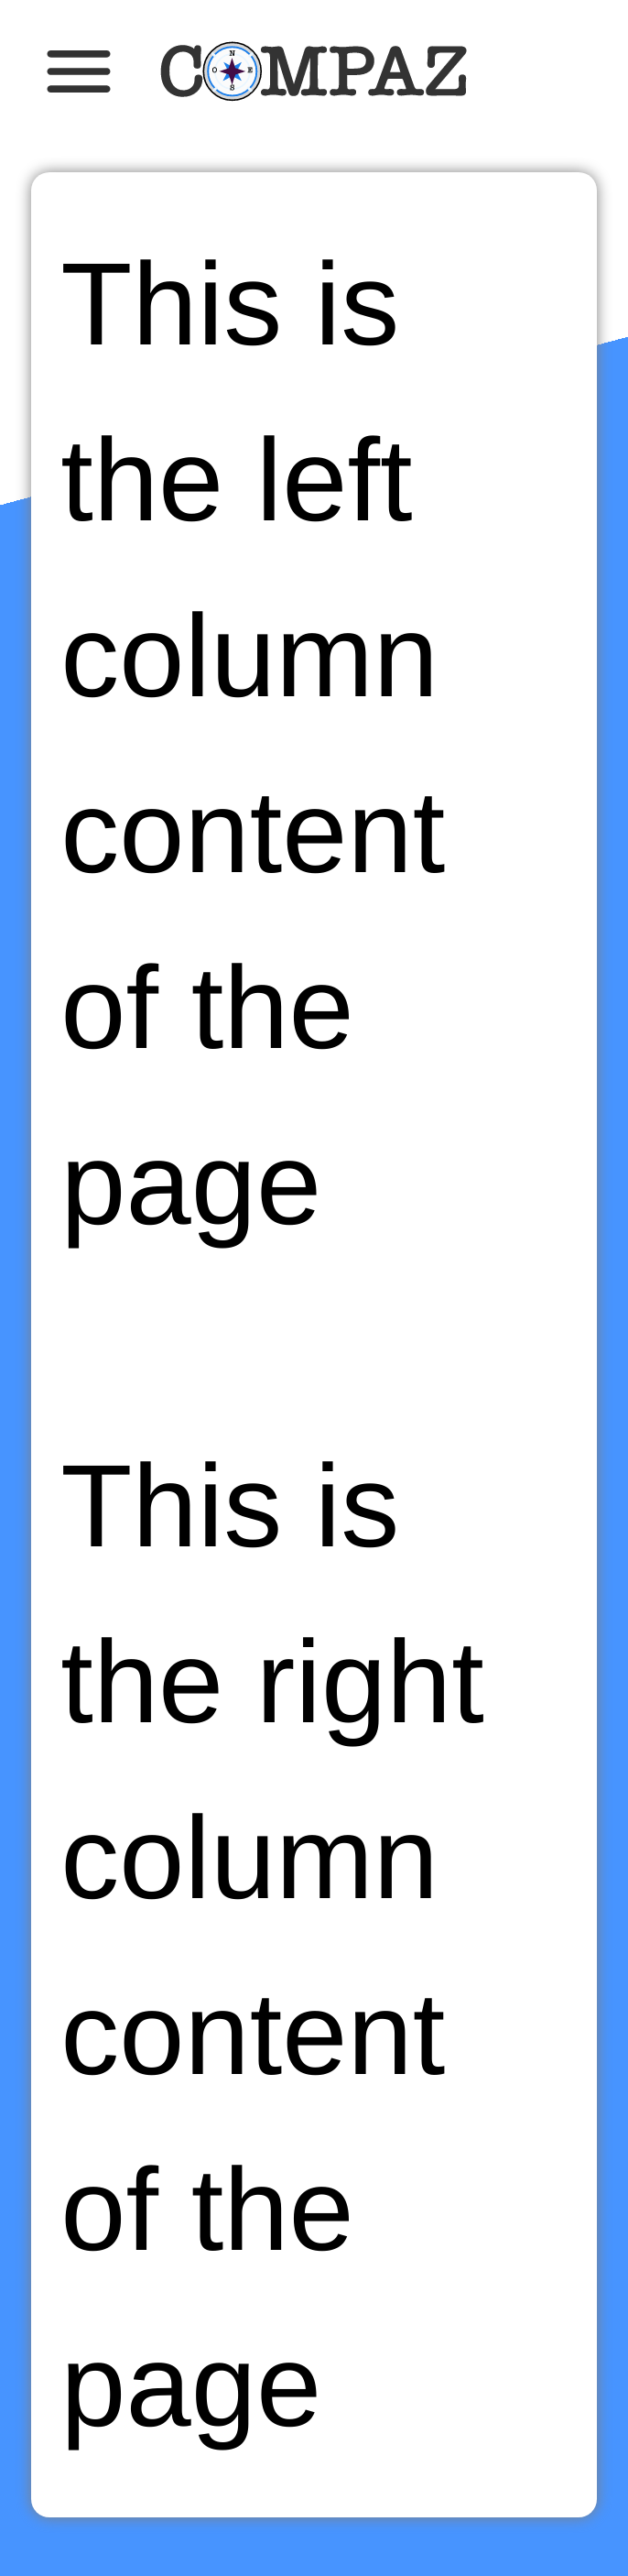 COMPAZ
N
O E
S
This is
the left
column
content
of the
page
This is
the right
column
content
of the
page